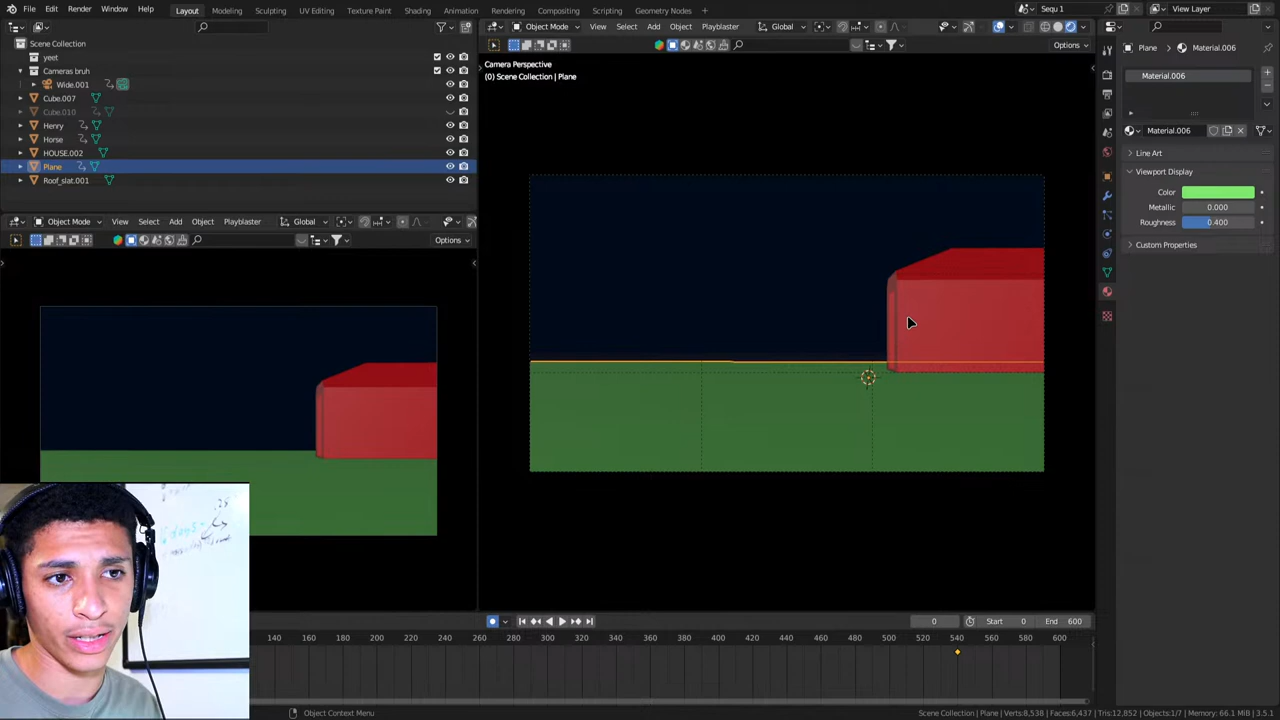 File Edit Render Window Help
Layout Modeling Sculpting UV Editing Texture Paint Shading Animation Rendering Compositing Scripting Geometry Nodes +
Sequ 1 View Layer
Scene Collection
yeet
Cameras bruh
Wide.001
Cube.007
Cube.010
Henry
Horse
HOUSE.002
Plane
Roof_slat.001
Object Mode View Select Add Object Playblaster Global
Options
Object Mode View Select Add Object Playblaster Global
Options
Camera Perspective
(0) Scene Collection | Plane
Plane Material.006
Material.006
Material.006
Line Art
Viewport Display
Color
Metallic 0.000
Roughness 0.400
Custom Properties
0 Start 0 End 600
140 160 180 200 220 240 260 280 300 320 340 360 380 400 420 440 460 480 500 520 540 560 580 600
Object Context Menu
Scene Collection | Plane Verts:8,538 Faces:6,437 Tris:12,852 Objects:1/7 Memory: 66.1 MiB 3.5.1